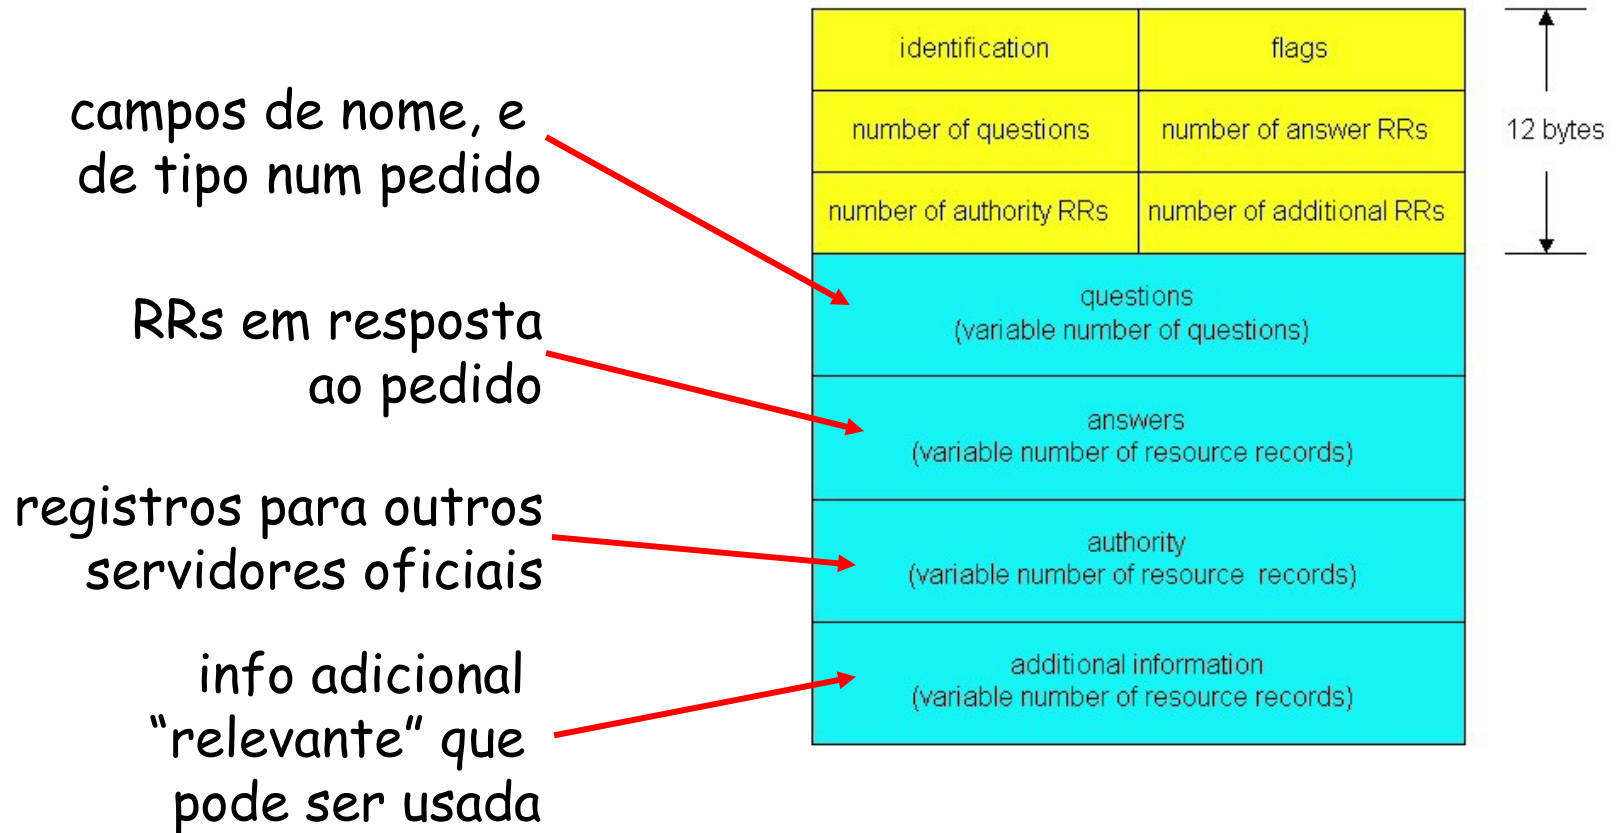 campos de nome, e
de tipo num pedido
RRs em resposta
ao pedido
registros para outros
servidores oficiais
info adicional
“relevante” que
pode ser usada
identification
flags
number of questions
number of answer RRs
number of authority RRs
number of additional RRs
12 bytes
questions
(variable number of questions)
answers
(variable number of resource records)
authority
(variable number of resource records)
additional information
(variable number of resource records)